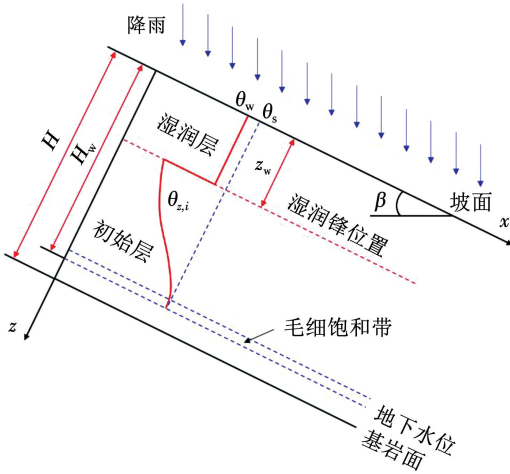 降雨
θw θs
湿润层
H
Hw
zw
θz,i
湿润锋位置
β
坡面
x
初始层
z
毛细饱和带
地下水位
基岩面